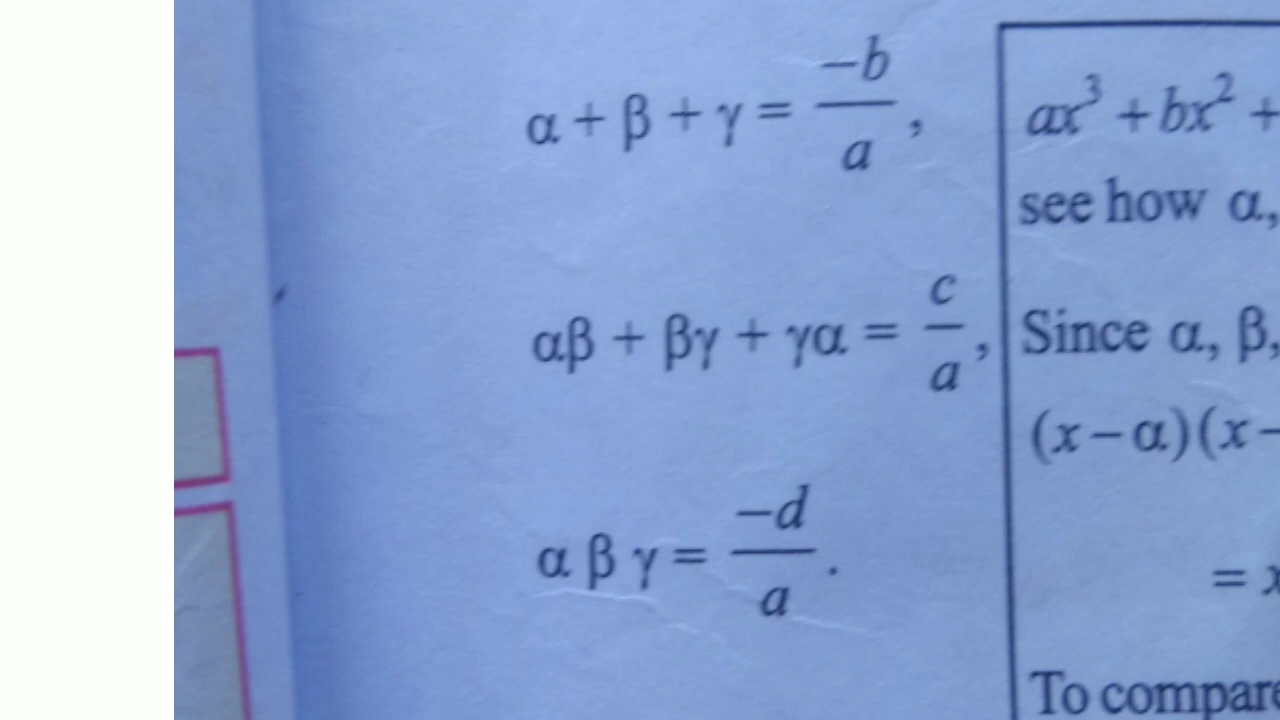 α + β + γ = -b/a ,
αβ + βγ + γα = c/a ,
α β γ = -d/a .
ax³ + bx² +
see how α,
Since α, β,
(x – α)(x –
= x
To compare